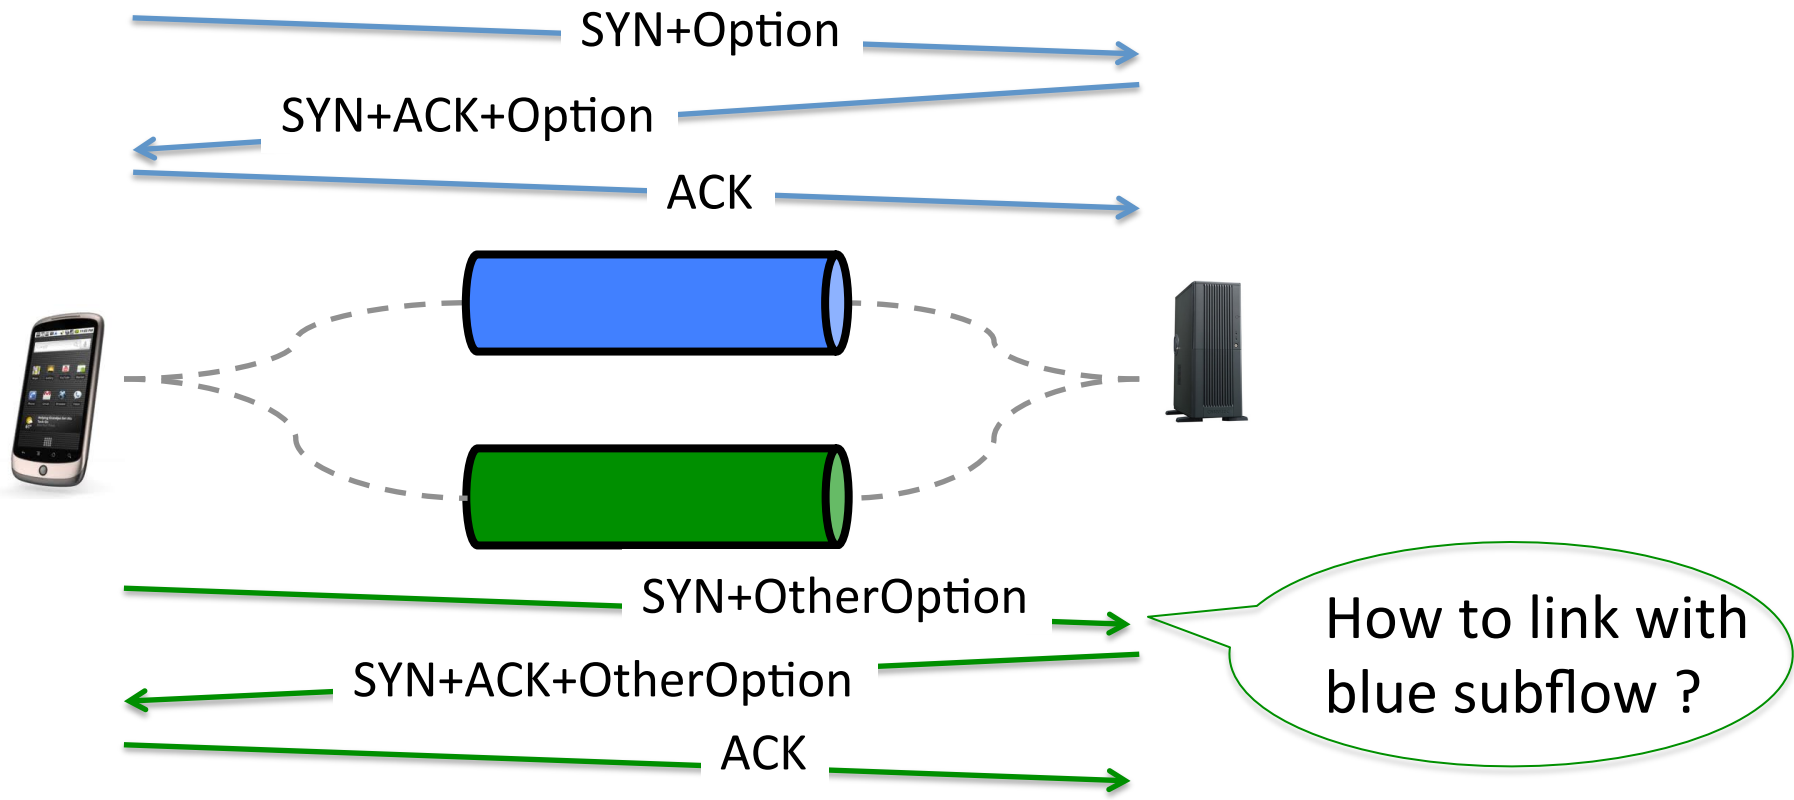 SYN+Option
SYN+ACK+Option
ACK
SYN+OtherOption
How to link with
blue subflow ?
SYN+ACK+OtherOption
ACK